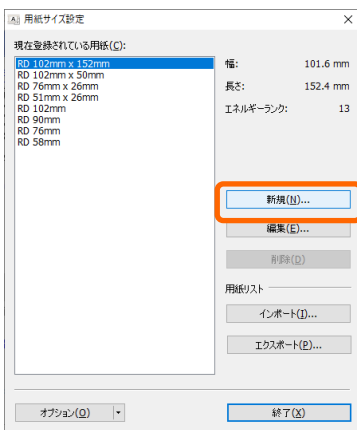 用紙サイズ設定
現在登録されている用紙(C):
RD 102mm x 152mm
RD 102mm x 50mm
RD 76mm x 26mm
RD 51mm x 26mm
RD 102mm
RD 90mm
RD 76mm
RD 58mm
幅: 101.6 mm
長さ: 152.4 mm
エネルギーランク: 13
新規(N)...
編集(E)...
削除(D)
用紙リスト
インポート(I)...
エクスポート(P)...
オプション(O)
終了(X)